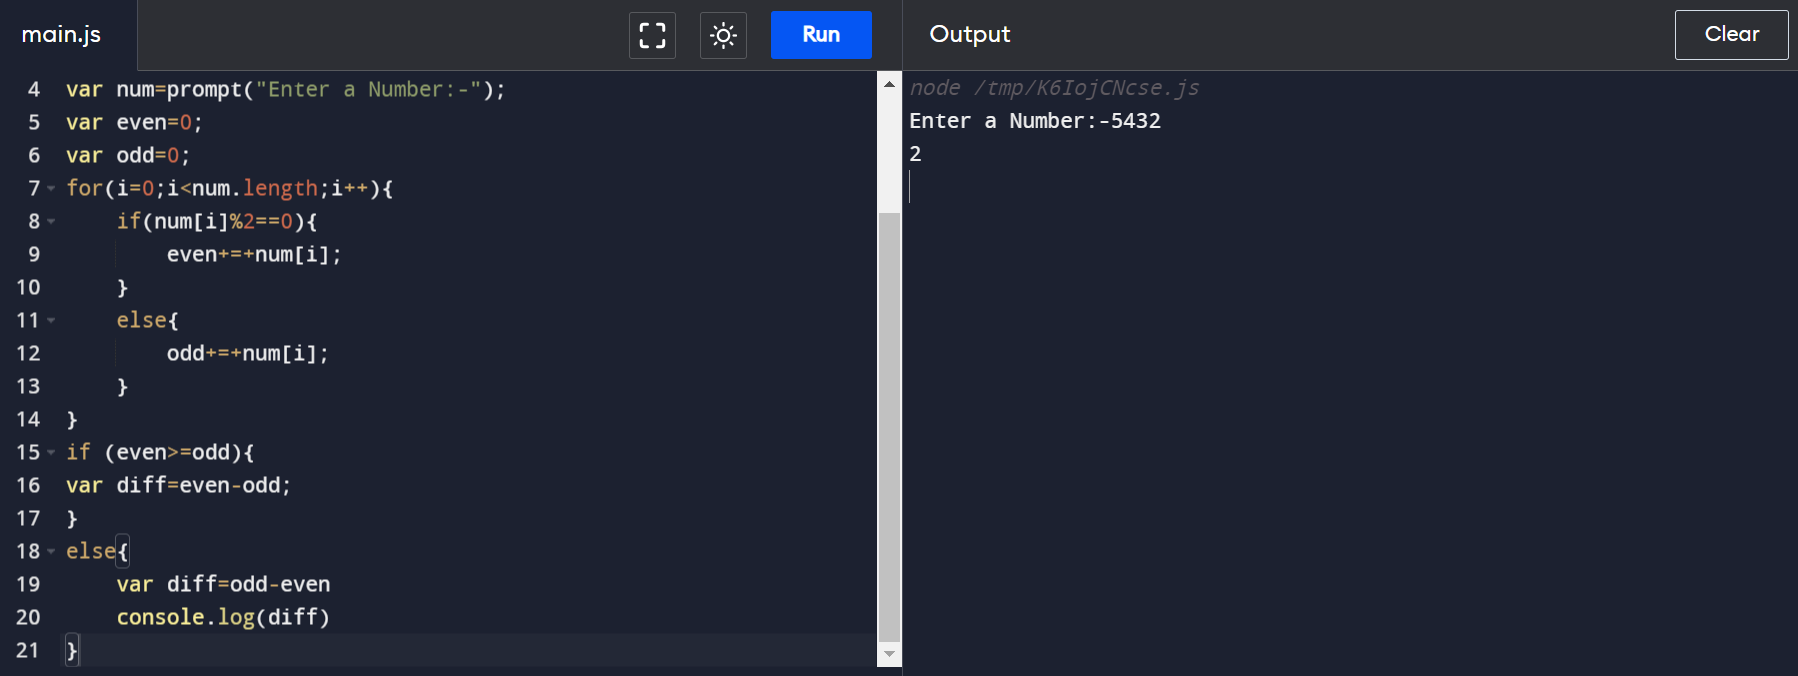 main.js
Run
Output
Clear
4 var num=prompt("Enter a Number:-");
5 var even=0;
6 var odd=0;
7 for(i=0;i<num.length;i++){
8     if(num[i]%2==0){
9         even+=+num[i];
10     }
11     else{
12         odd+=+num[i];
13     }
14 }
15 if (even>=odd){
16 var diff=even-odd;
17 }
18 else{
19     var diff=odd-even
20     console.log(diff)
21 }
node /tmp/K6IojCNcse.js
Enter a Number:-5432
2